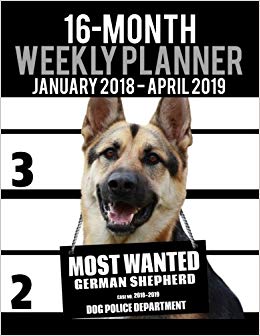 16-MONTH
WEEKLY PLANNER
JANUARY 2018 - APRIL 2019
3
2
MOST WANTED
GERMAN SHEPHERD
CASE NO. 2018-2019
DOG POLICE DEPARTMENT